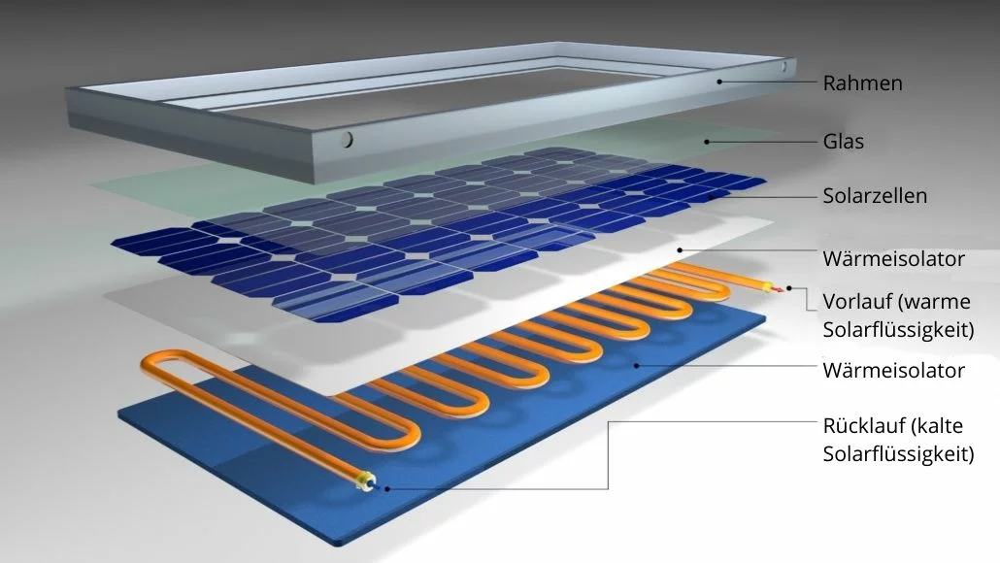 Rahmen
Glas
Solarzellen
Wärmeisolator
Vorlauf (warme
Solarflüssigkeit)
Wärmeisolator
Rücklauf (kalte
Solarflüssigkeit)